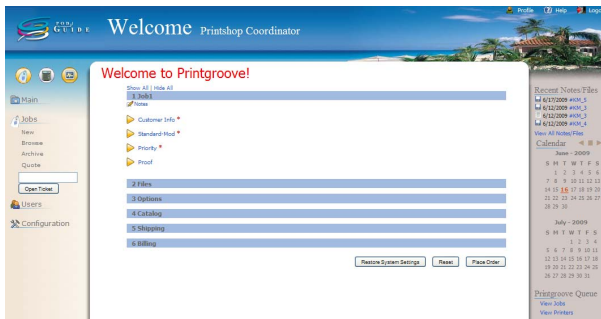 Profile Help Logo
POD
GUIDE
Welcome Printshop Coordinator
Welcome to Printgroove!
Show All | Hide All
1 Job1
Notes
Customer Info *
Standard-Mod *
Priority *
Proof
2 Files
3 Options
4 Catalog
5 Shipping
6 Billing
Restore System Settings Reset Place Order
Main
Jobs
New
Browse
Archive
Quote
Open Ticket
Users
Configuration
Recent Notes/Files
6/17/2009 #KM_5
6/12/2009 #KM_3
6/12/2009 #KM_3
6/12/2009 #KM_4
View All Notes/Files
Calendar
June - 2009
S M T W T F S
1 2 3 4 5 6
7 8 9 10 11 12 13
14 15 16 17 18 19 20
21 22 23 24 25 26 27
28 29 30
July - 2009
S M T W T F S
1 2 3 4
5 6 7 8 9 10 11
12 13 14 15 16 17 18
19 20 21 22 23 24 25
26 27 28 29 30 31
Printgroove Queue
View Jobs
View Printers